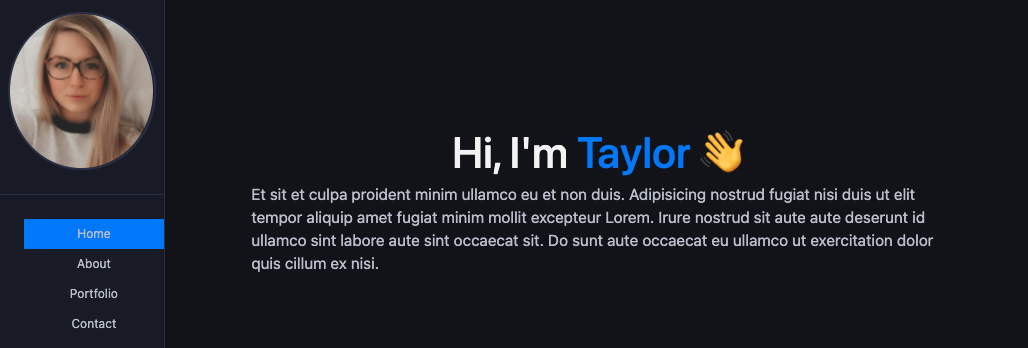 Hi, I'm Taylor 👋
Et sit et culpa proident minim ullamco eu et non duis. Adipisicing nostrud fugiat nisi duis ut elit
tempor aliquip amet fugiat minim mollit excepteur Lorem. Irure nostrud sit aute aute deserunt id
ullamco sint labore aute sint occaecat sit. Do sunt aute occaecat eu ullamco ut exercitation dolor
quis cillum ex nisi.
Home
About
Portfolio
Contact